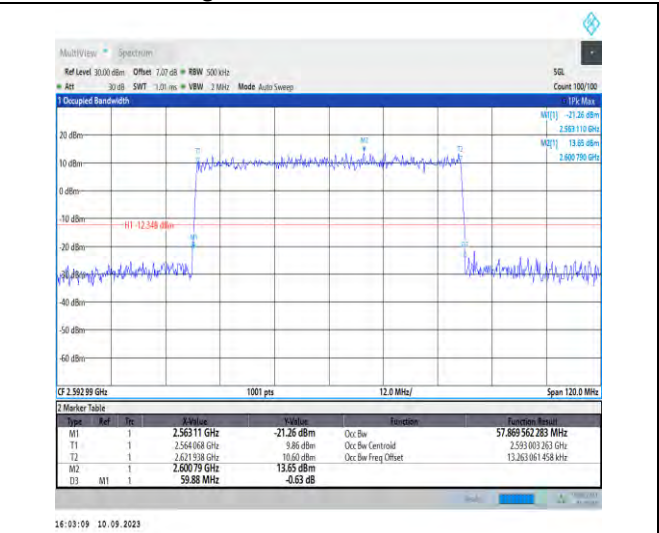 MultiView Spectrum
Ref Level 30.00 dBm Offset 7.07 dB RBW 500 kHz SGL
Att 30 dB SWT 1.01 ms VBW 2 MHz Mode Auto Sweep Count 100/100
1 Occupied Bandwidth 1Pk Max
M1[1] -21.26 dBm
2.563 110 GHz
M2[1] 13.65 dBm
2.600 790 GHz
20 dBm
10 dBm
0 dBm
-10 dBm
H1 -12.348 dBm
-20 dBm
-30 dBm
-40 dBm
-50 dBm
-60 dBm
M2
T1
T2
M1
CF 2.592 99 GHz 1001 pts 12.0 MHz/ Span 120.0 MHz
2 Marker Table
Type Ref Trc X-Value Y-Value Function Function Result
M1 1 2.563 11 GHz -21.26 dBm Occ Bw 57.869 562 283 MHz
T1 1 2.564 068 GHz 9.86 dBm Occ Bw Centroid 2.593 003 263 GHz
T2 1 2.621 938 GHz 10.60 dBm Occ Bw Freq Offset 13.263 061 458 kHz
M2 1 2.600 79 GHz 13.65 dBm
D3 M1 1 59.88 MHz -0.63 dB
16:03:09 10.09.2023